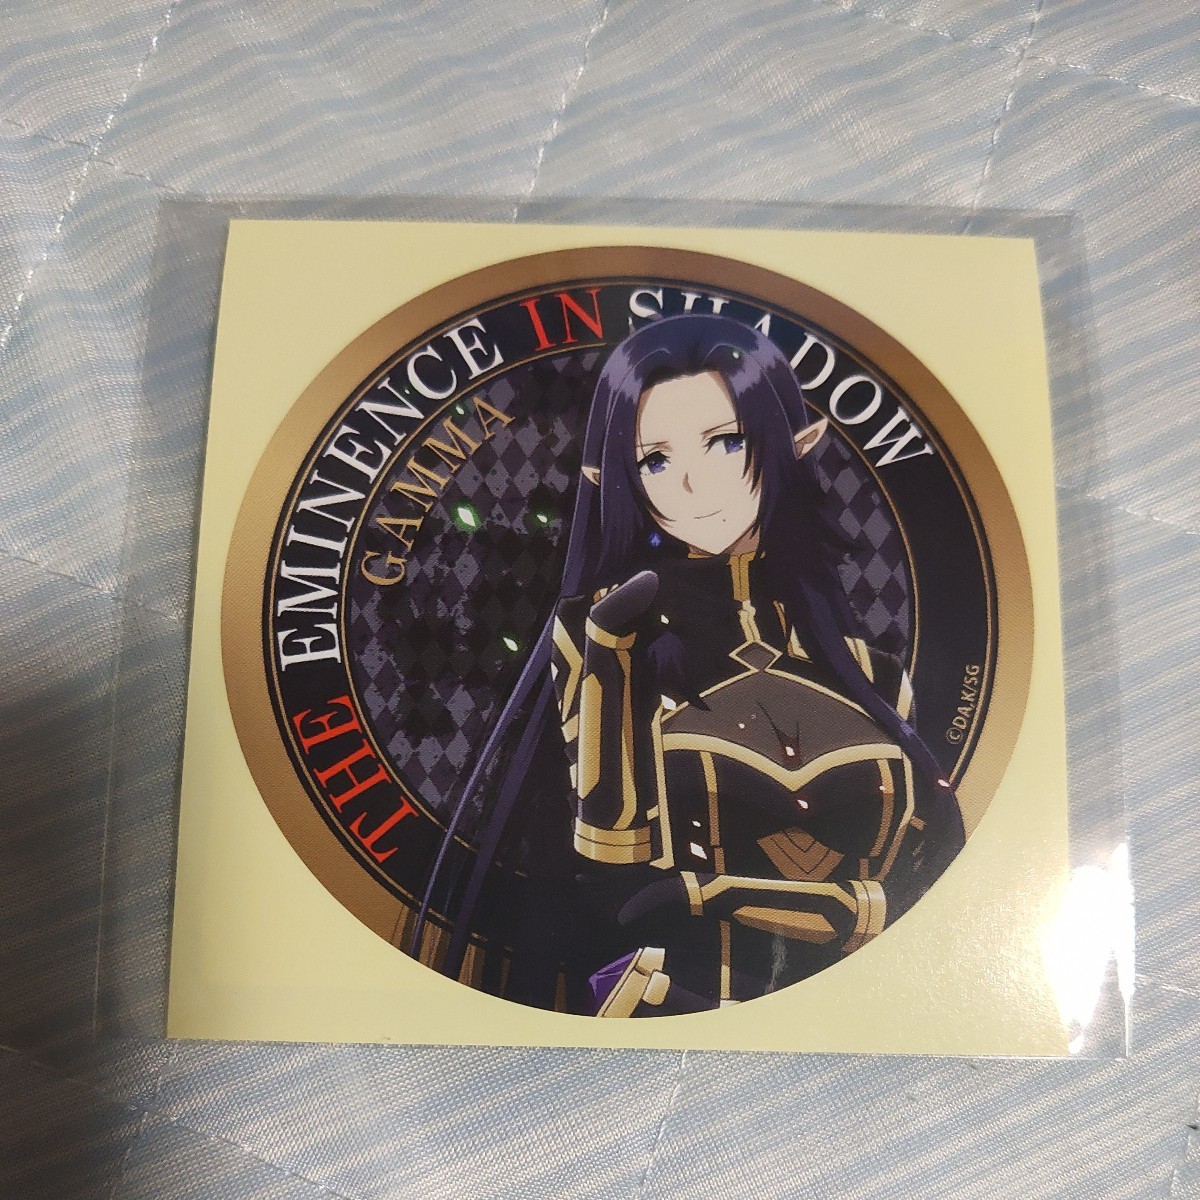 THE EMINENCE IN SHADOW
GAMMA
©DA.K/SG